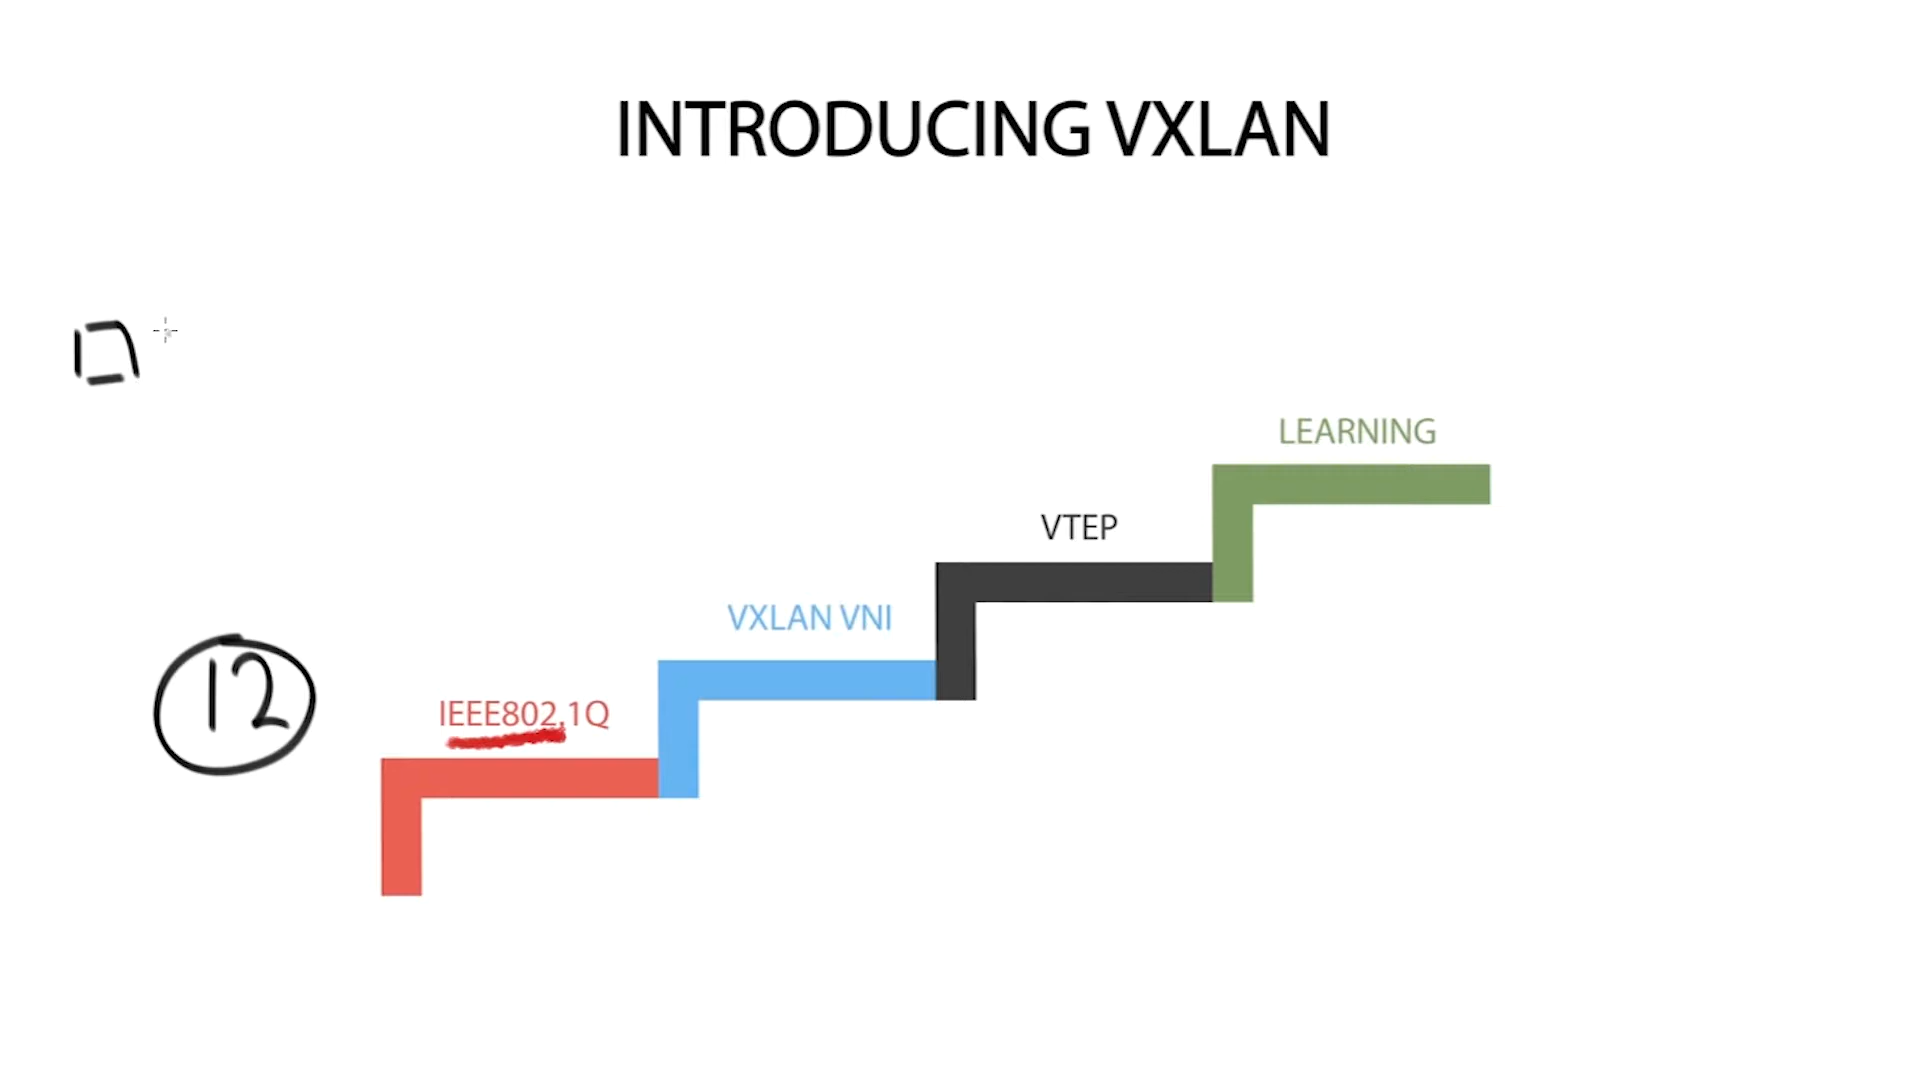 INTRODUCING VXLAN
LEARNING
VTEP
VXLAN VNI
IEEE802.1Q
12